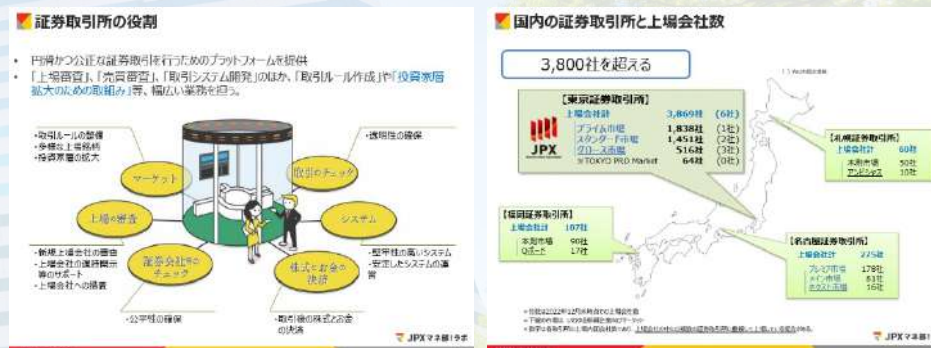 証券取引所の役割
• 円滑かつ公正な証券取引を行うためのプラットフォームを提供
• 「上場審査」、「売買審査」、「取引システム開発」のほか、「取引ルール作成」や「投資家層
拡大のための取組み」等、幅広い業務を担う。
・取引ルールの整備
・多様な上場銘柄
・投資家層の拡大
・透明性の確保
マーケット
取引のチェック
上場の審査
システム
証券会社等の
チェック
株式とお金の
決済
・新規上場会社の審査
・上場会社の適時開示
等のサポート
・上場会社への措置
・堅牢性の高いシステム
・安定したシステムの運
営
・公平性の確保
・取引後の株式とお金
の決済
JPXマネ部!ラボ
国内の証券取引所と上場会社数
3,800社を超える
【東京証券取引所】
上場会社計 3,869社 (6社)
プライム市場 1,838社 (1社)
スタンダード市場 1,451社 (2社)
グロース市場 516社 (3社)
※TOKYO PRO Market 64社 (0社)
JPX
【札幌証券取引所】
上場会社計 60社
本則市場 50社
アンビシャス 10社
【福岡証券取引所】
上場会社計 107社
本則市場 90社
Qボード 17社
【名古屋証券取引所】
上場会社計 275社
プレミア市場 178社
メイン市場 81社
ネクスト市場 16社
JPXマネ部!ラボ